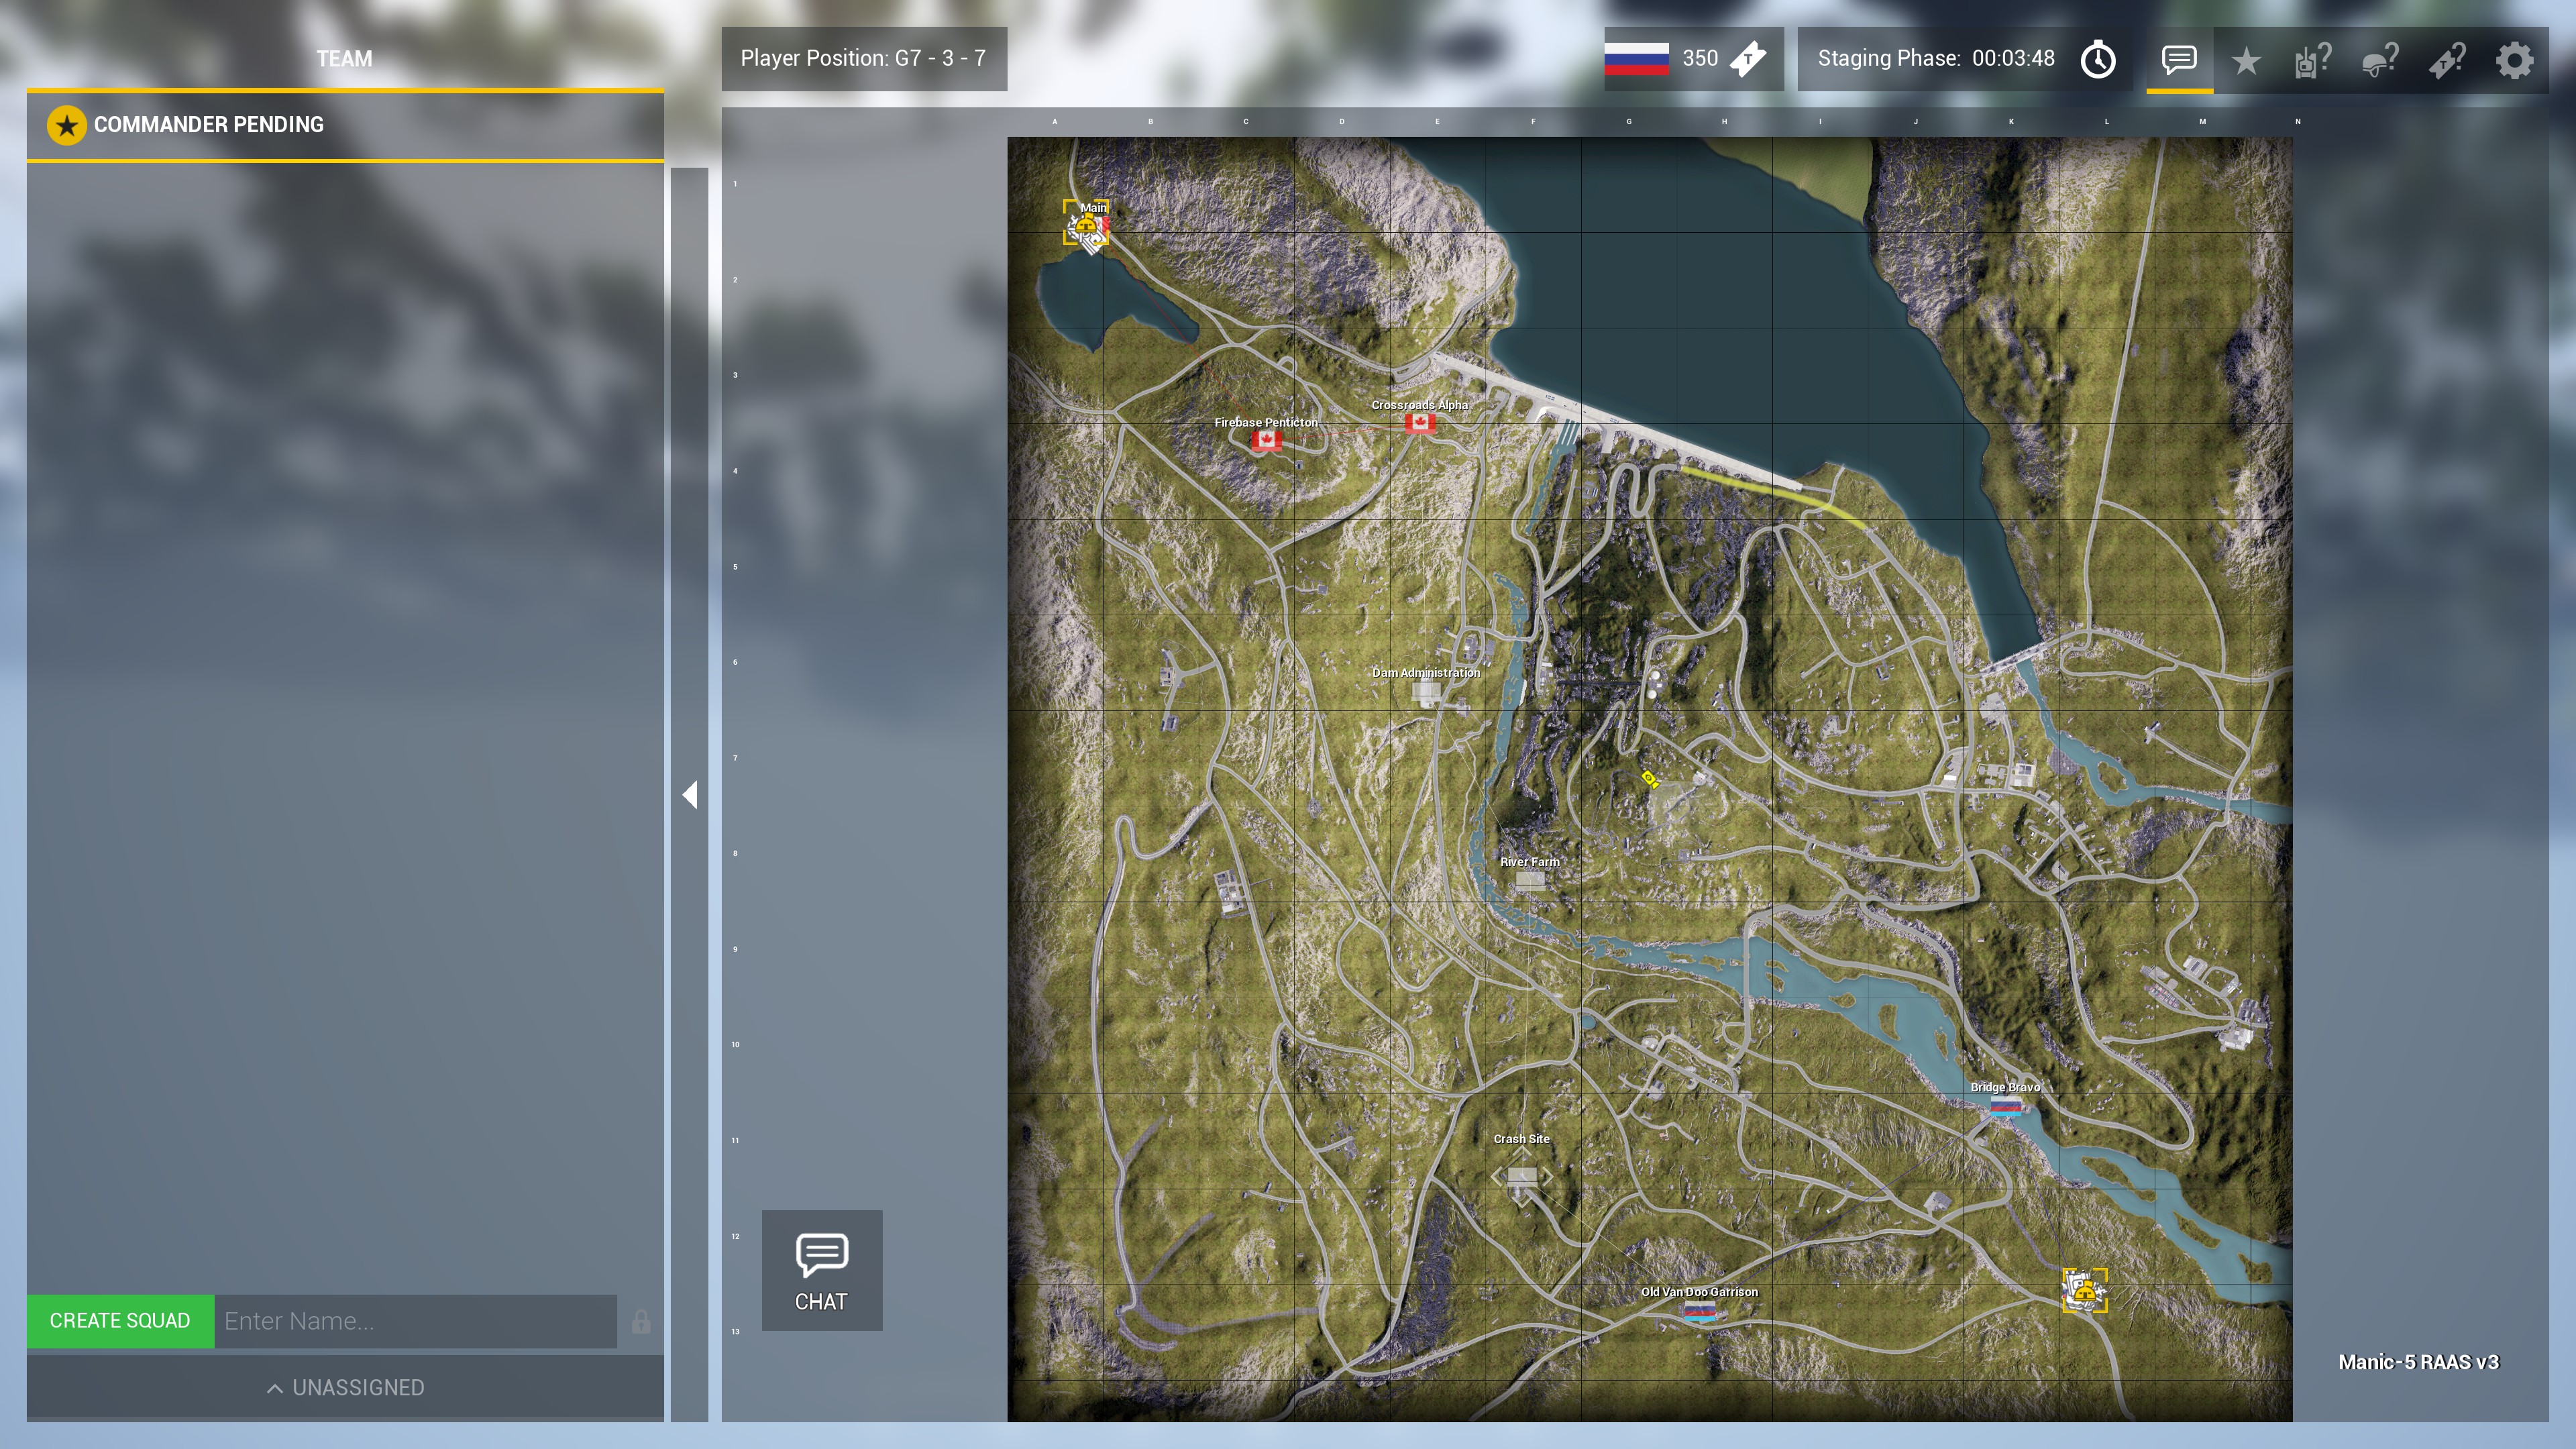 TEAM
Player Position: G7 - 3 - 7
350
T
Staging Phase: 00:03:48
? ? T?
COMMANDER PENDING
A B C D E F G H I J K L M N
1
2
3
4
5
6
7
8
9
10
11
12
13
Main
Crossroads Alpha
Firebase Penticton
Dam Administration
River Farm
Bridge Bravo
Crash Site
Old Van Doo Garrison
CHAT
CREATE SQUAD
Enter Name...
UNASSIGNED
Manic-5 RAAS v3